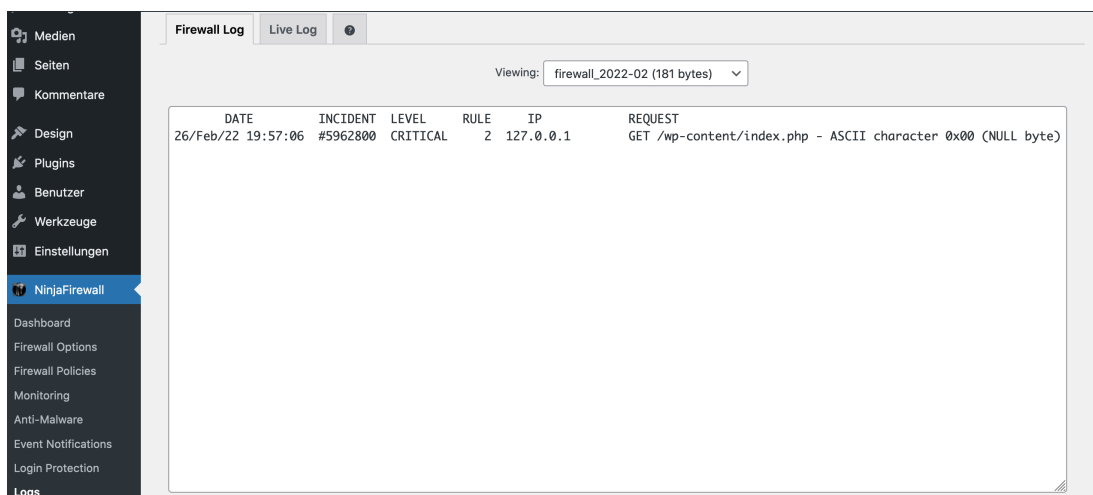 Medien
Seiten
Kommentare
Design
Plugins
Benutzer
Werkzeuge
Einstellungen
NinjaFirewall
Dashboard
Firewall Options
Firewall Policies
Monitoring
Anti-Malware
Event Notifications
Login Protection
Logs
Firewall Log Live Log ?
Viewing: firewall_2022-02 (181 bytes)
DATE INCIDENT LEVEL RULE IP REQUEST
26/Feb/22 19:57:06 #5962800 CRITICAL 2 127.0.0.1 GET /wp-content/index.php - ASCII character 0x00 (NULL byte)